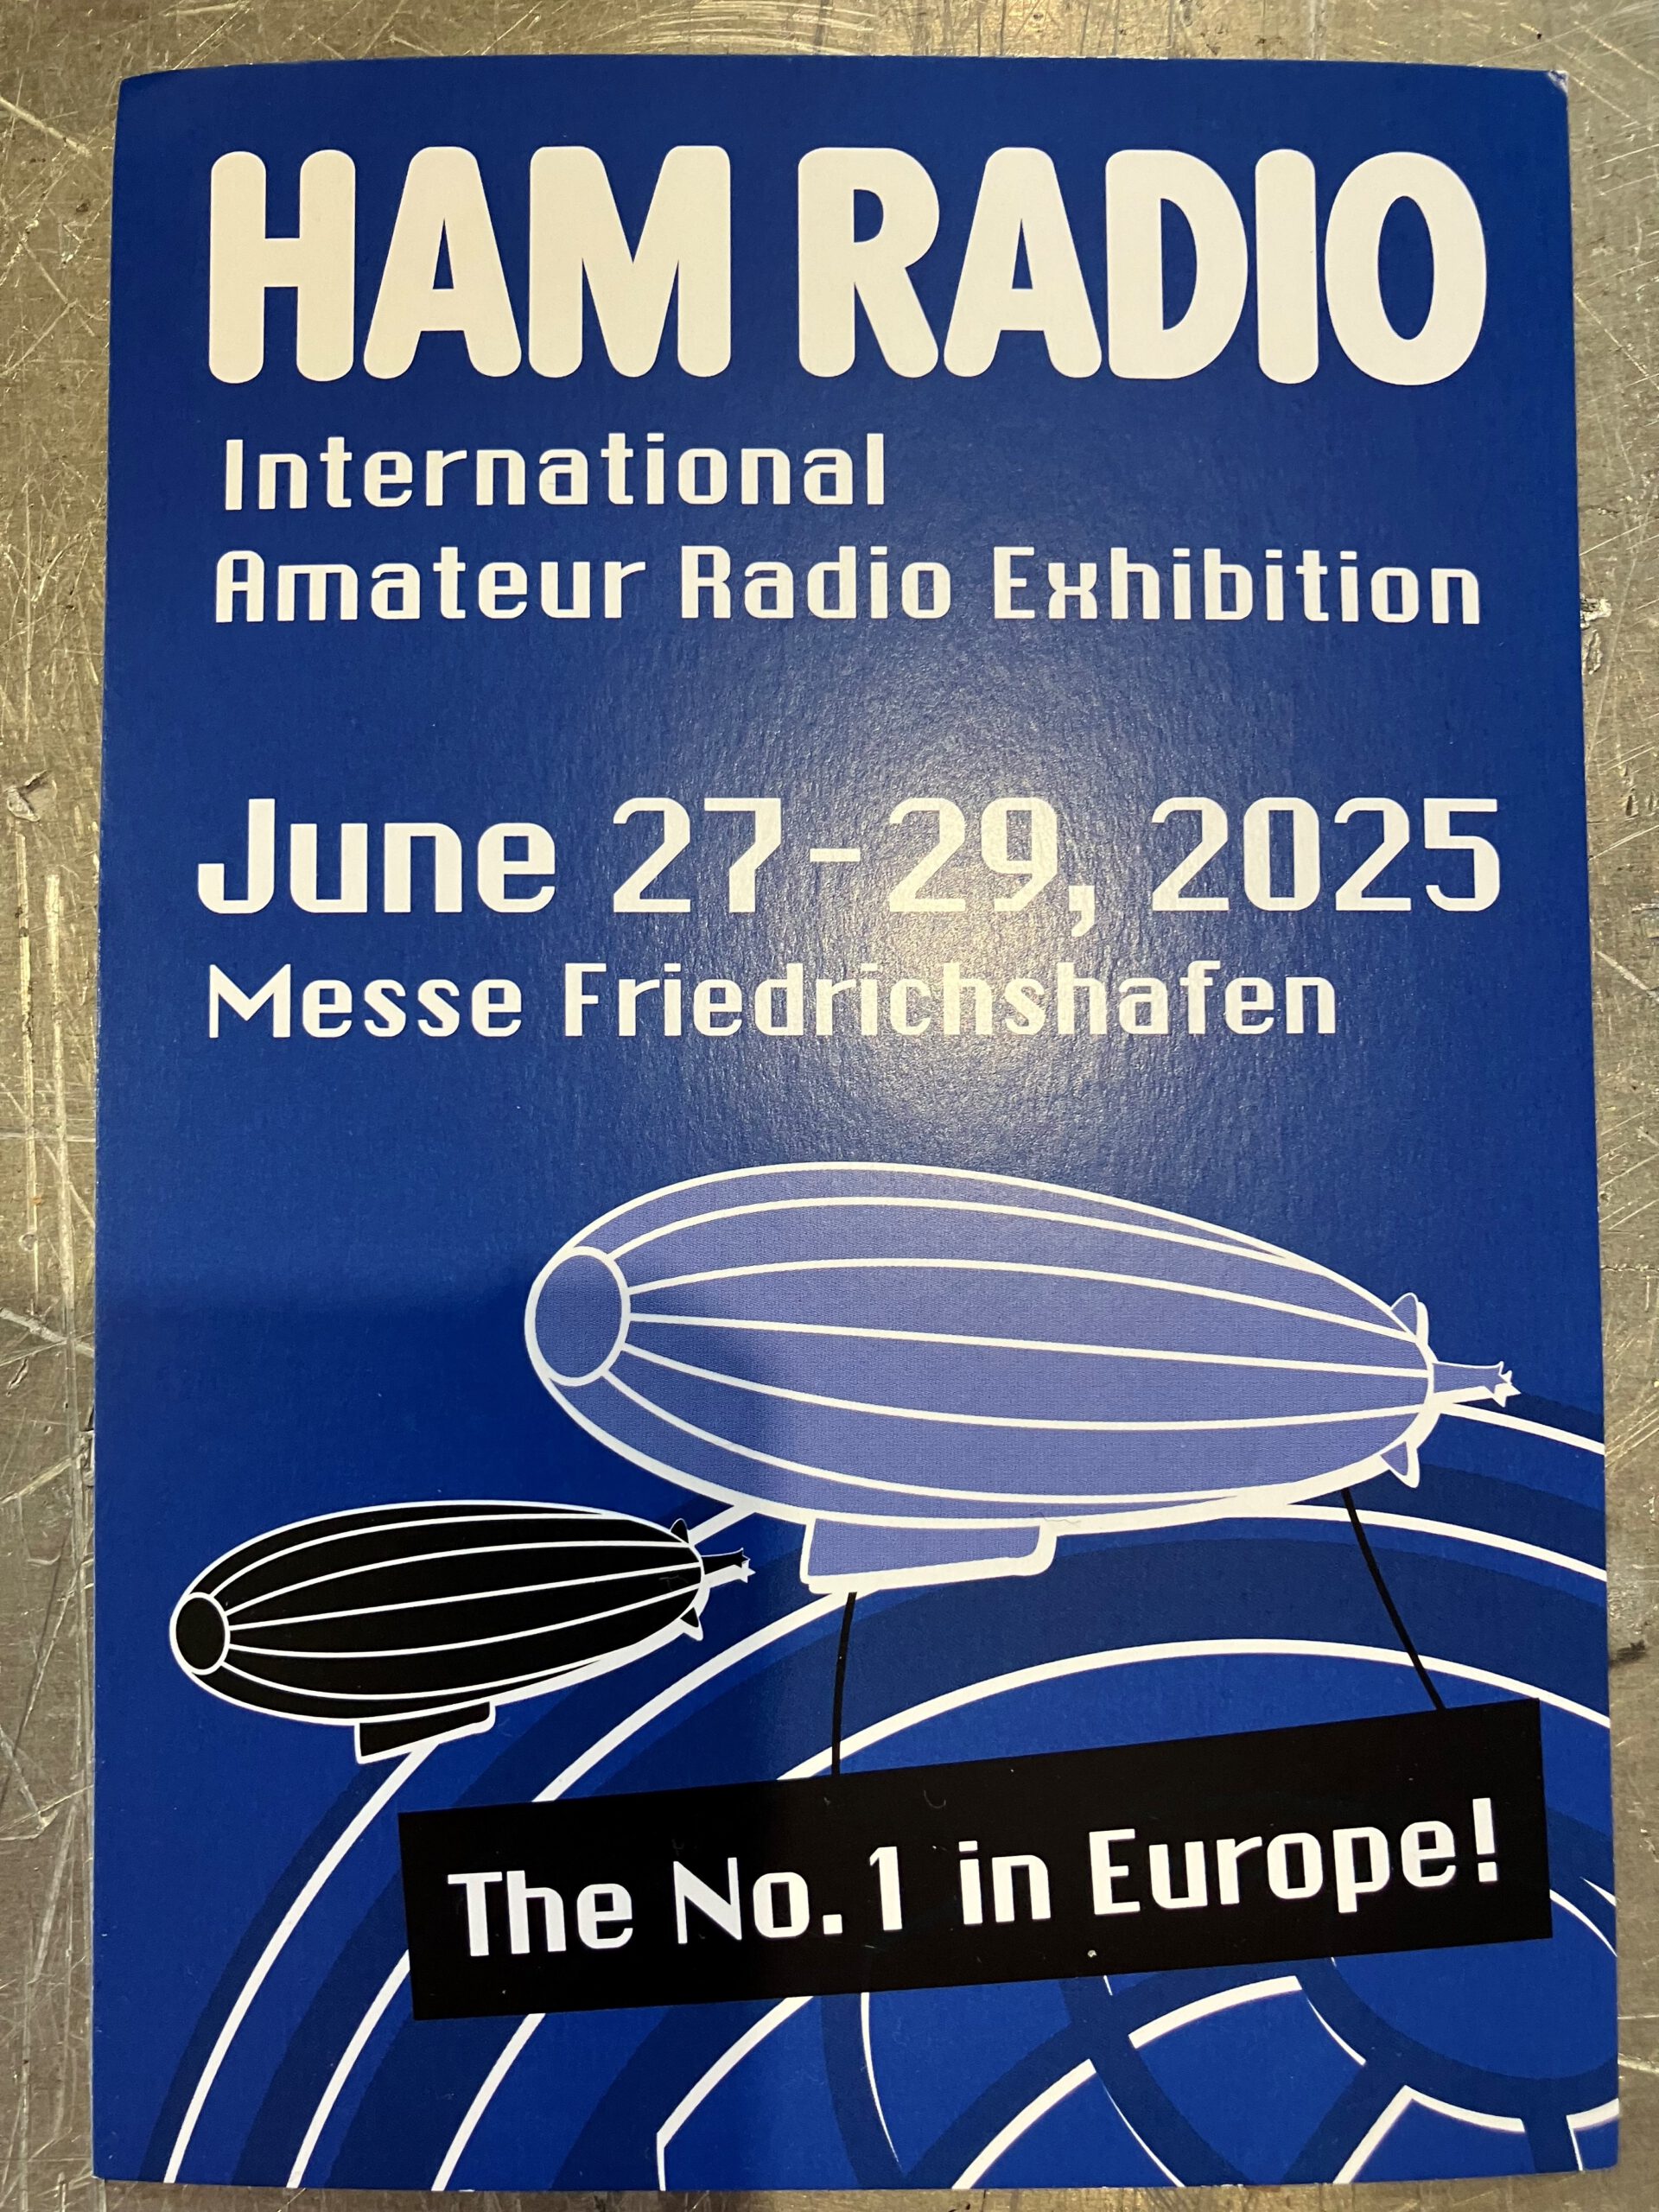 HAM RADIO
International
Amateur Radio Exhibition
June 27-29, 2025
Messe Friedrichshafen
The No. 1 in Europe!